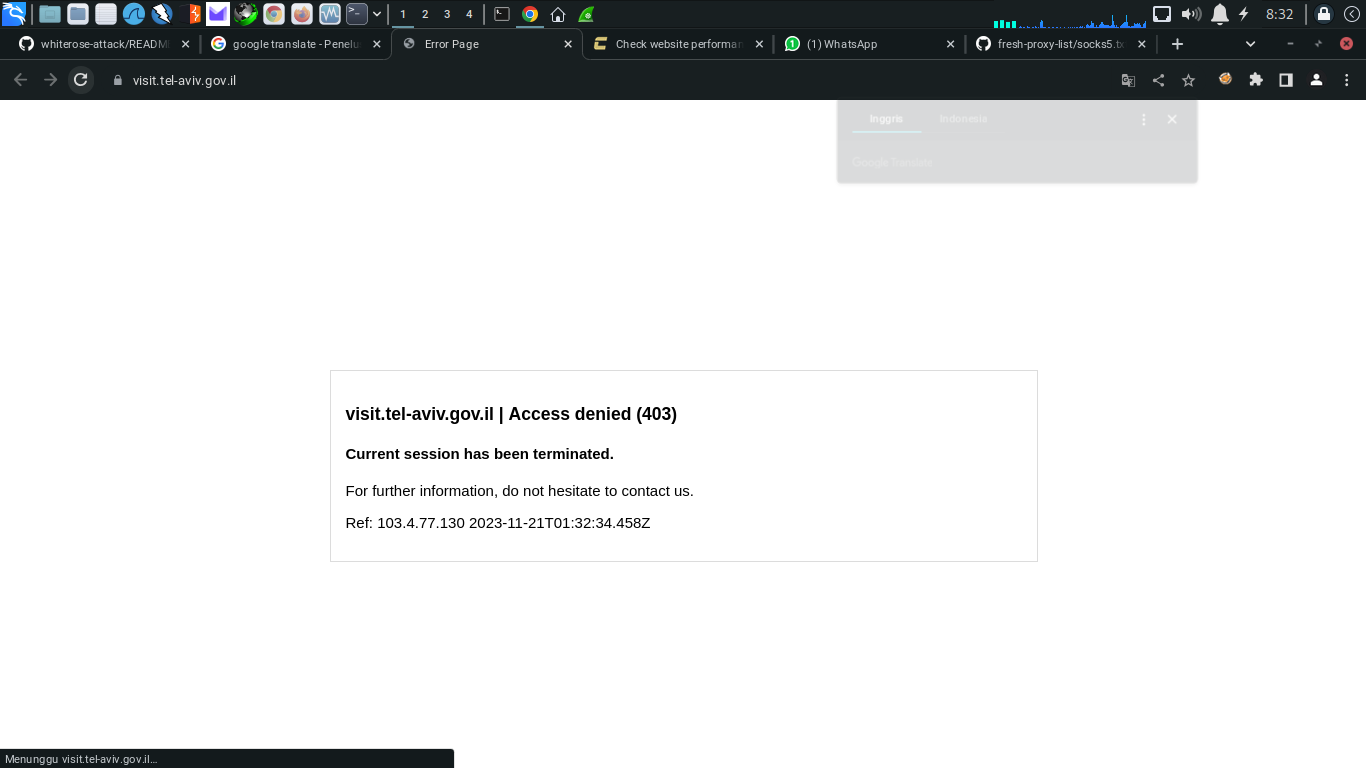 1 2 3 4 8:32
whiterose-attack/READM
google translate - Penelu
Error Page
Check website performan
(1) WhatsApp
fresh-proxy-list/socks5.tx
visit.tel-aviv.gov.il
Inggris Indonesia
Google Translate
visit.tel-aviv.gov.il | Access denied (403)
Current session has been terminated.
For further information, do not hesitate to contact us.
Ref: 103.4.77.130 2023-11-21T01:32:34.458Z
Menunggu visit.tel-aviv.gov.il...